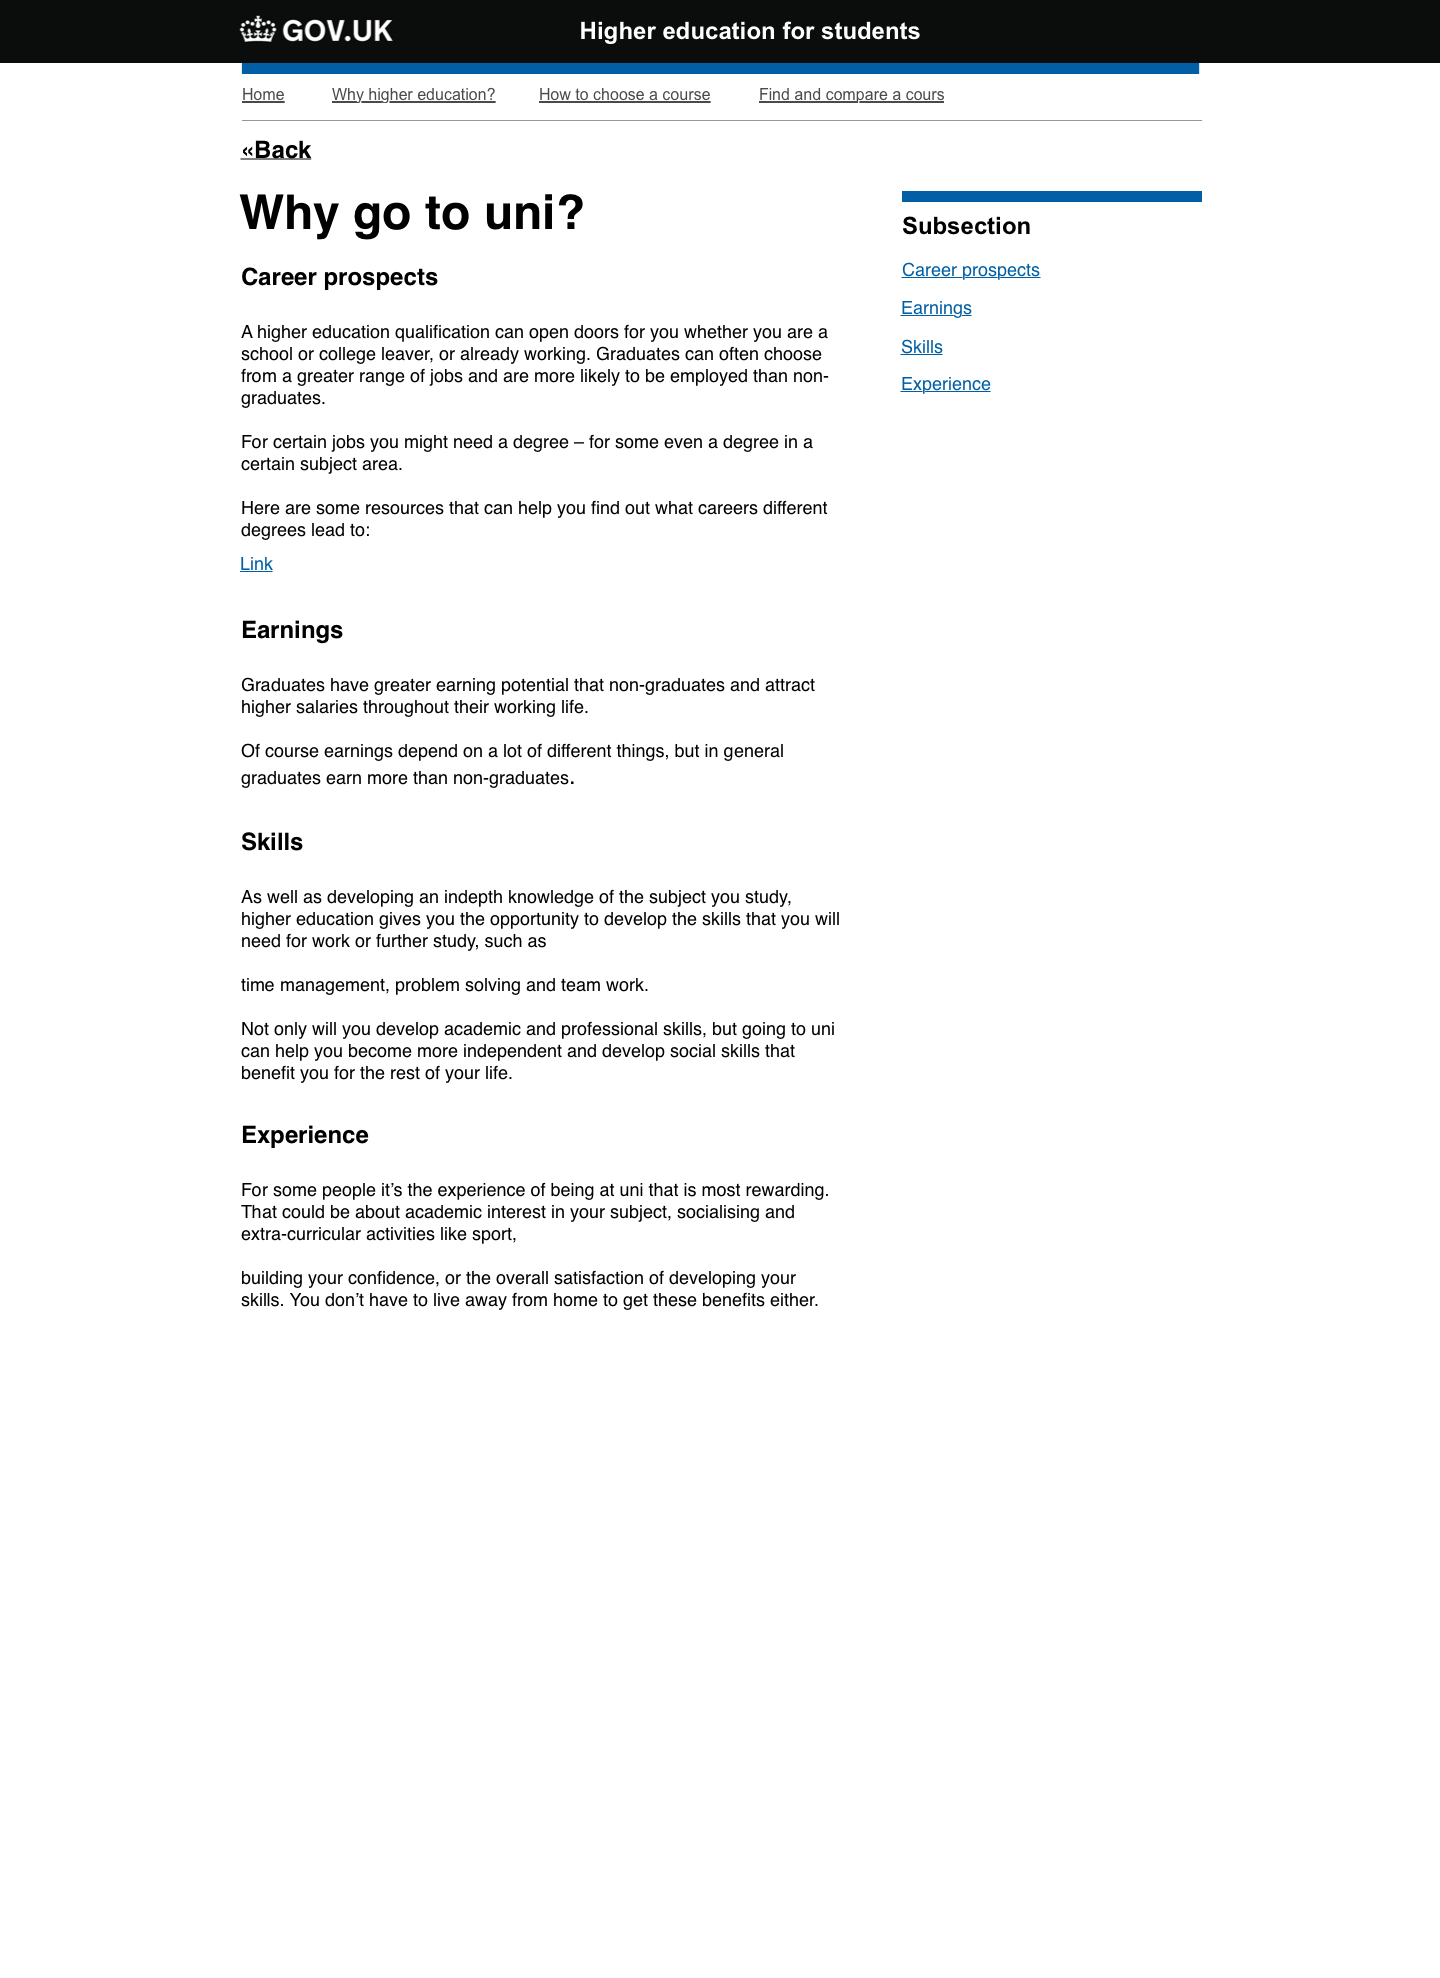 GOV.UK
Higher education for students
Home
Why higher education?
How to choose a course
Find and compare a cours
«Back
Why go to uni?
Career prospects
A higher education qualification can open doors for you whether you are a
school or college leaver, or already working. Graduates can often choose
from a greater range of jobs and are more likely to be employed than non-
graduates.
For certain jobs you might need a degree – for some even a degree in a
certain subject area.
Here are some resources that can help you find out what careers different
degrees lead to:
Link
Earnings
Graduates have greater earning potential that non-graduates and attract
higher salaries throughout their working life.
Of course earnings depend on a lot of different things, but in general
graduates earn more than non-graduates.
Skills
As well as developing an indepth knowledge of the subject you study,
higher education gives you the opportunity to develop the skills that you will
need for work or further study, such as
time management, problem solving and team work.
Not only will you develop academic and professional skills, but going to uni
can help you become more independent and develop social skills that
benefit you for the rest of your life.
Experience
For some people it’s the experience of being at uni that is most rewarding.
That could be about academic interest in your subject, socialising and
extra-curricular activities like sport,
building your confidence, or the overall satisfaction of developing your
skills. You don’t have to live away from home to get these benefits either.
Subsection
Career prospects
Earnings
Skills
Experience